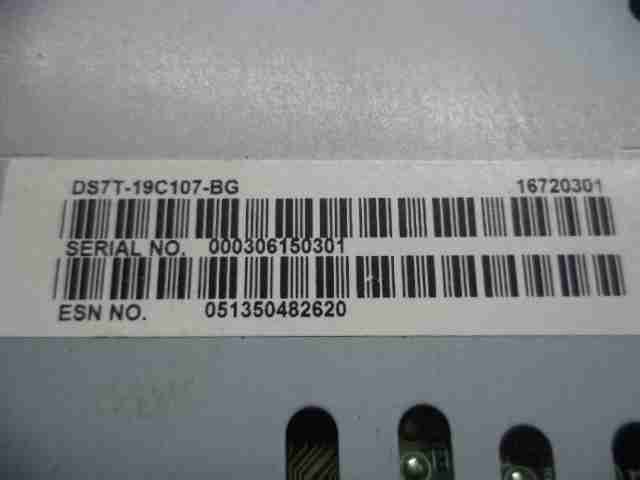 DS7T-19C107-BG 16720301
SERIAL NO. 000306150301
ESN NO. 051350482620